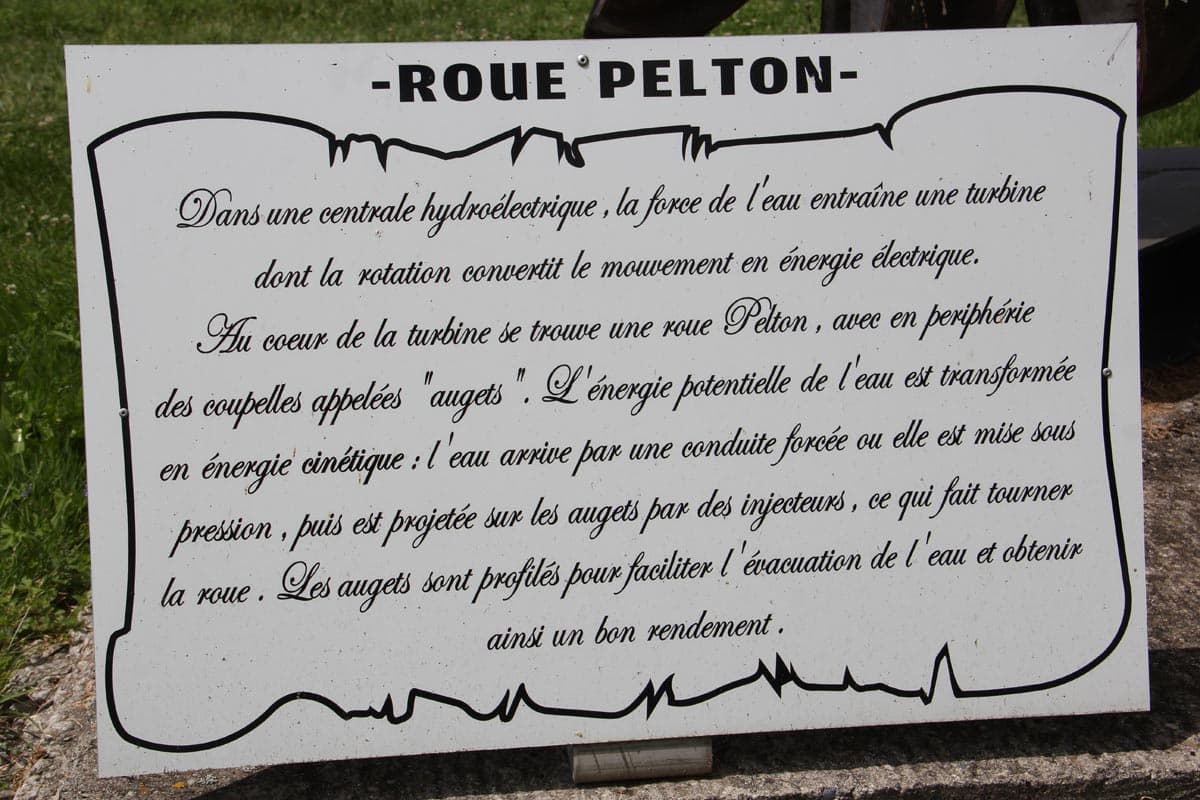 -ROUE PELTON-
Dans une centrale hydroélectrique , la force de l'eau entraîne une turbine
dont la rotation convertit le mouvement en énergie électrique.
Au coeur de la turbine se trouve une roue Pelton , avec en periphérie
des coupelles appelées "augets ". L'énergie potentielle de l'eau est transformée
en énergie cinétique : l' eau arrive par une conduite forcée ou elle est mise sous
pression , puis est projetée sur les augets par des injecteurs , ce qui fait tourner
la roue . Les augets sont profilés pour faciliter l 'évacuation de l 'eau et obtenir
ainsi un bon rendement .